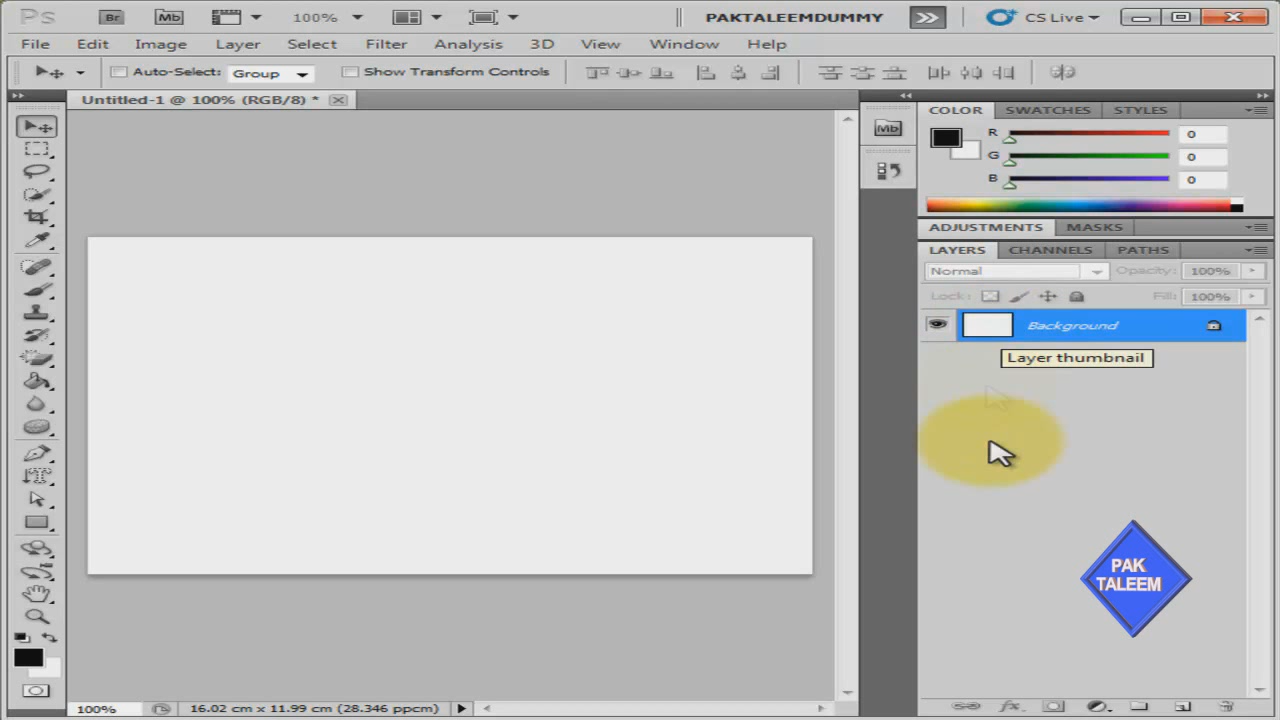 Ps Br Mb 100% PAKTALEEMDUMMY CS Live
File Edit Image Layer Select Filter Analysis 3D View Window Help
Auto-Select: Group Show Transform Controls
Untitled-1 @ 100% (RGB/8) *
COLOR SWATCHES STYLES
Mb
R 0
G 0
B 0
ADJUSTMENTS MASKS
LAYERS CHANNELS PATHS
Normal Opacity: 100%
Lock: Fill: 100%
Background
Layer thumbnail
PAK
TALEEM
100% 16.02 cm x 11.99 cm (28.346 ppcm)
fx